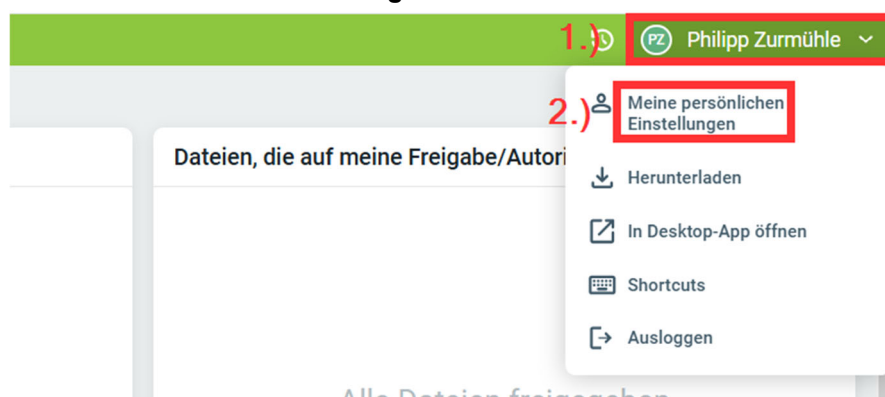 1.) PZ Philipp Zurmühle
2.) Meine persönlichen
Einstellungen
Dateien, die auf meine Freigabe/Autori
Herunterladen
In Desktop-App öffnen
Shortcuts
Ausloggen
Alle Dateien freigegeben